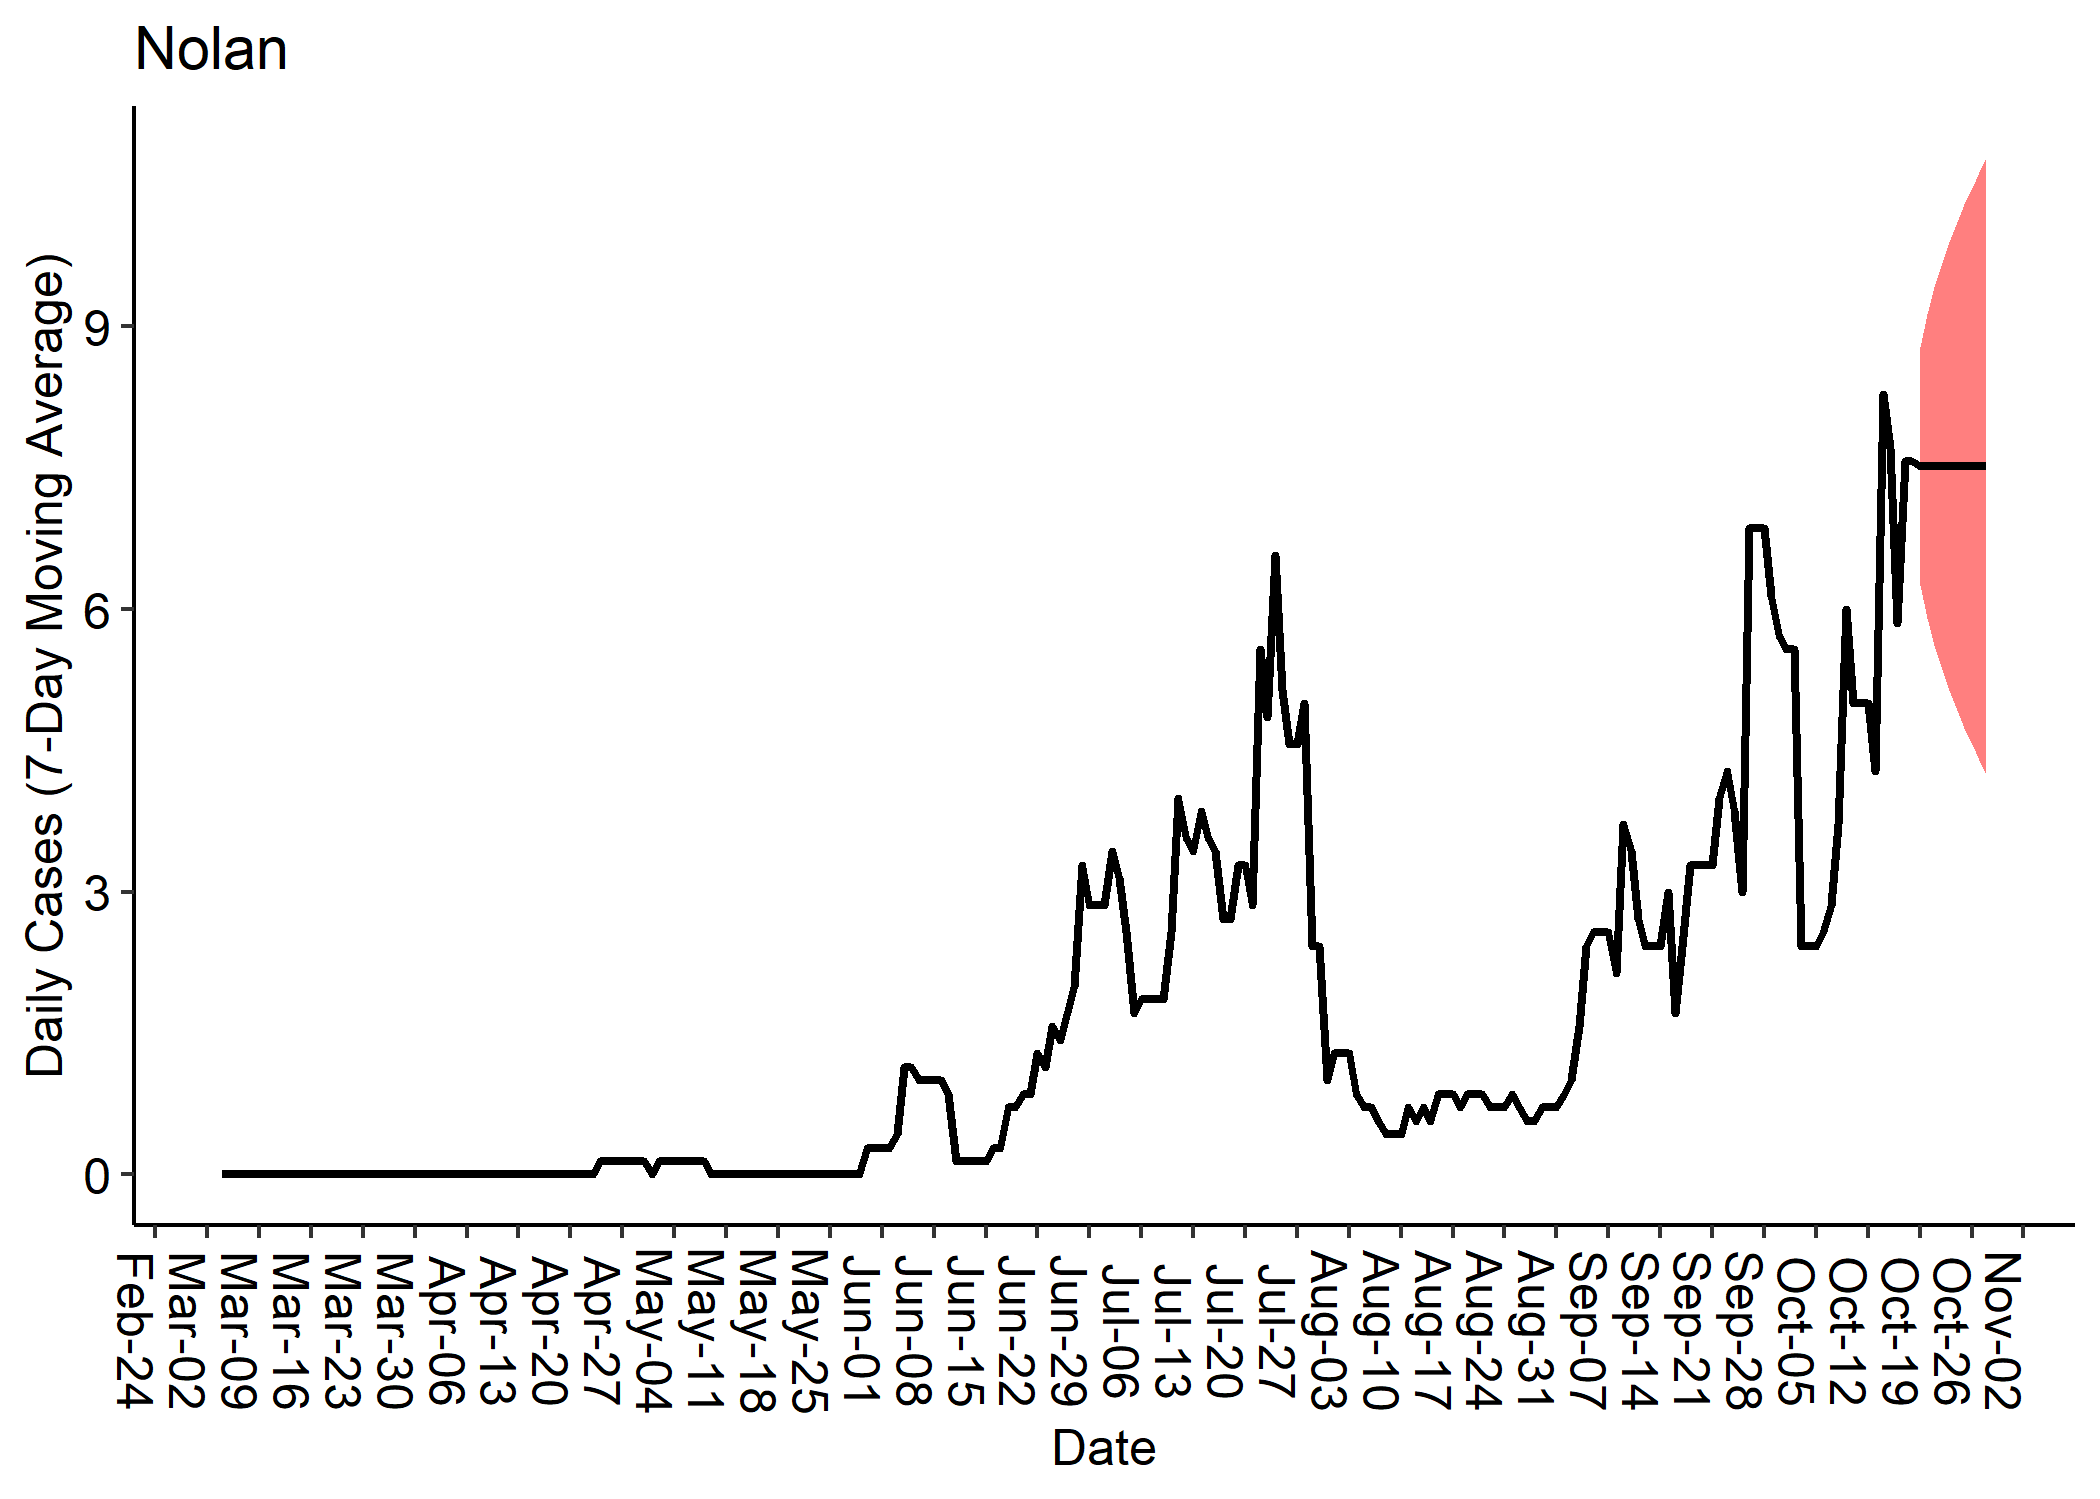 Nolan
Daily Cases (7-Day Moving Average)
9
6
3
0
Feb-24
Mar-02
Mar-09
Mar-16
Mar-23
Mar-30
Apr-06
Apr-13
Apr-20
Apr-27
May-04
May-11
May-18
May-25
Jun-01
Jun-08
Jun-15
Jun-22
Jun-29
Jul-06
Jul-13
Jul-20
Jul-27
Aug-03
Aug-10
Aug-17
Aug-24
Aug-31
Sep-07
Sep-14
Sep-21
Sep-28
Oct-05
Oct-12
Oct-19
Oct-26
Nov-02
Date